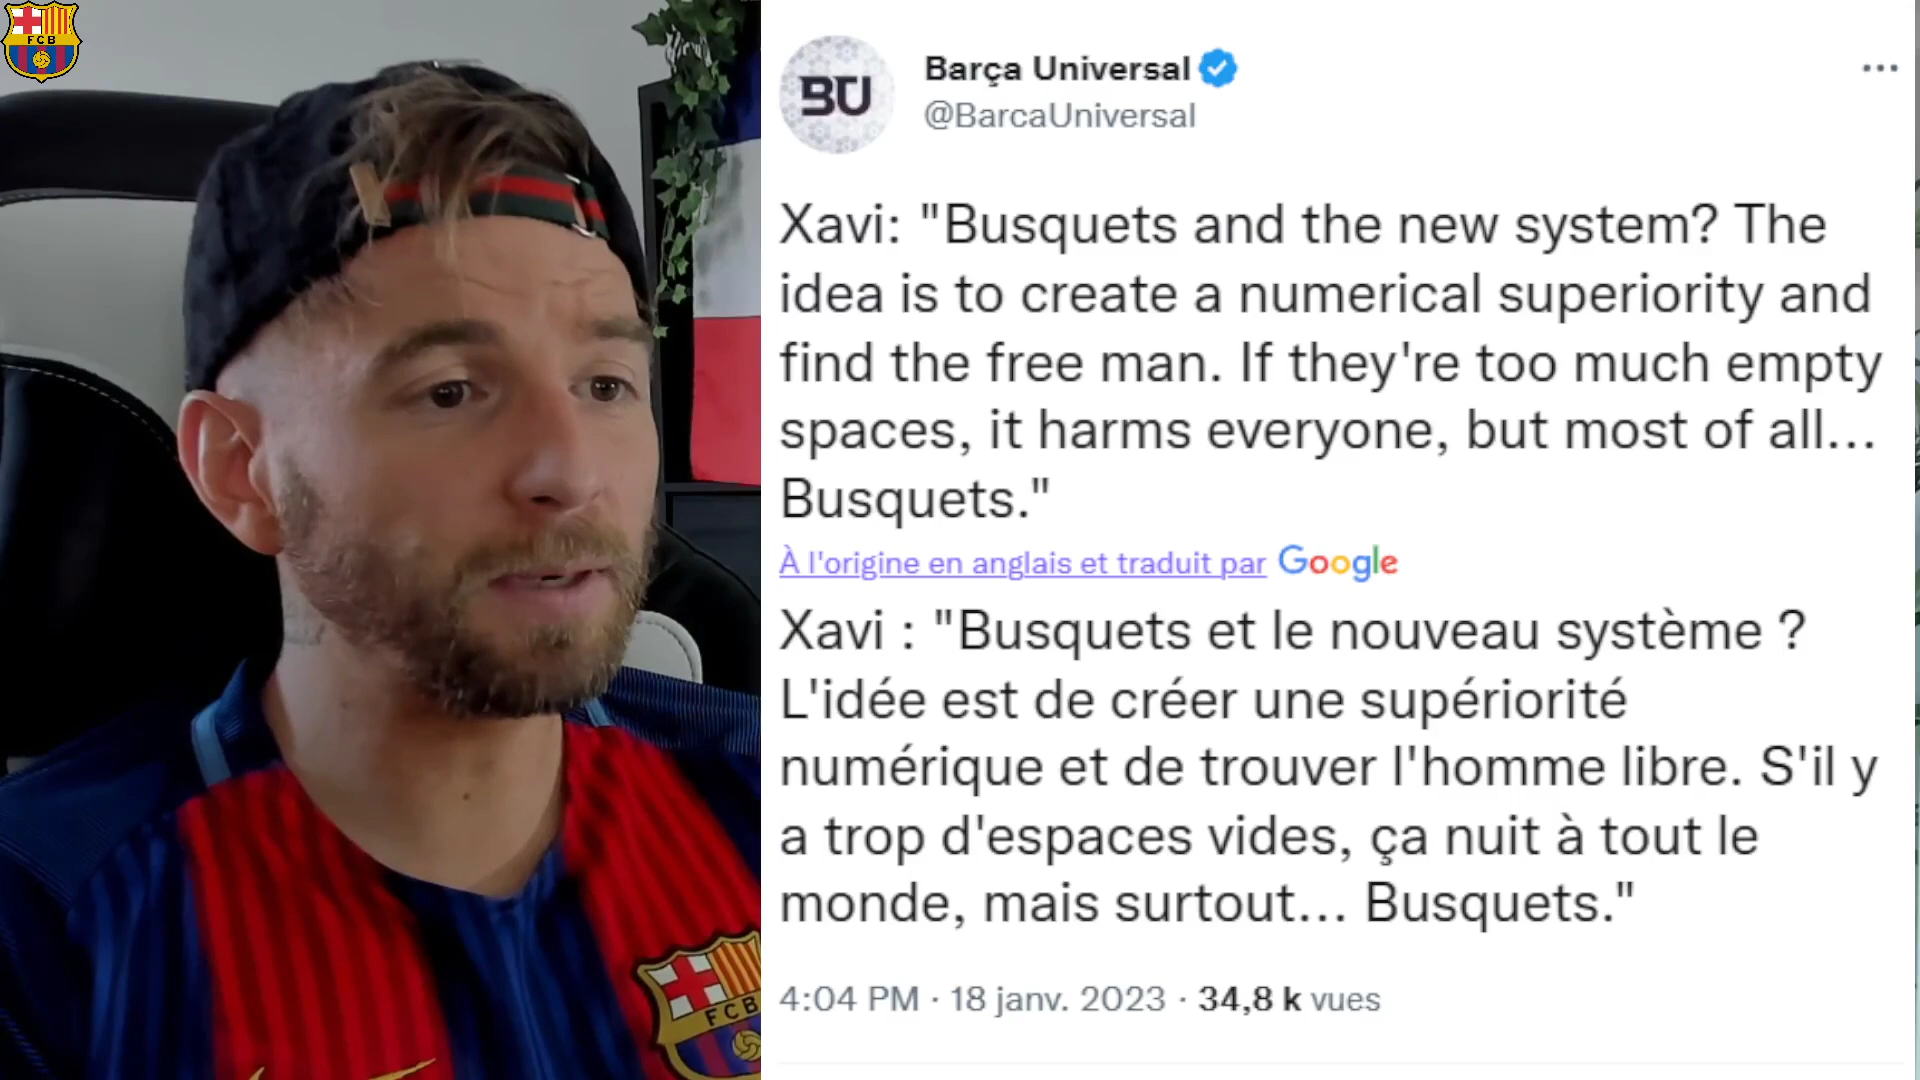 FCB
BU
Barça Universal
@BarcaUniversal
Xavi: "Busquets and the new system? The
idea is to create a numerical superiority and
find the free man. If they're too much empty
spaces, it harms everyone, but most of all...
Busquets."
À l'origine en anglais et traduit par Google
Xavi : "Busquets et le nouveau système ?
L'idée est de créer une supériorité
numérique et de trouver l'homme libre. S'il y
a trop d'espaces vides, ça nuit à tout le
monde, mais surtout... Busquets."
4:04 PM · 18 janv. 2023 · 34,8 k vues
FCB